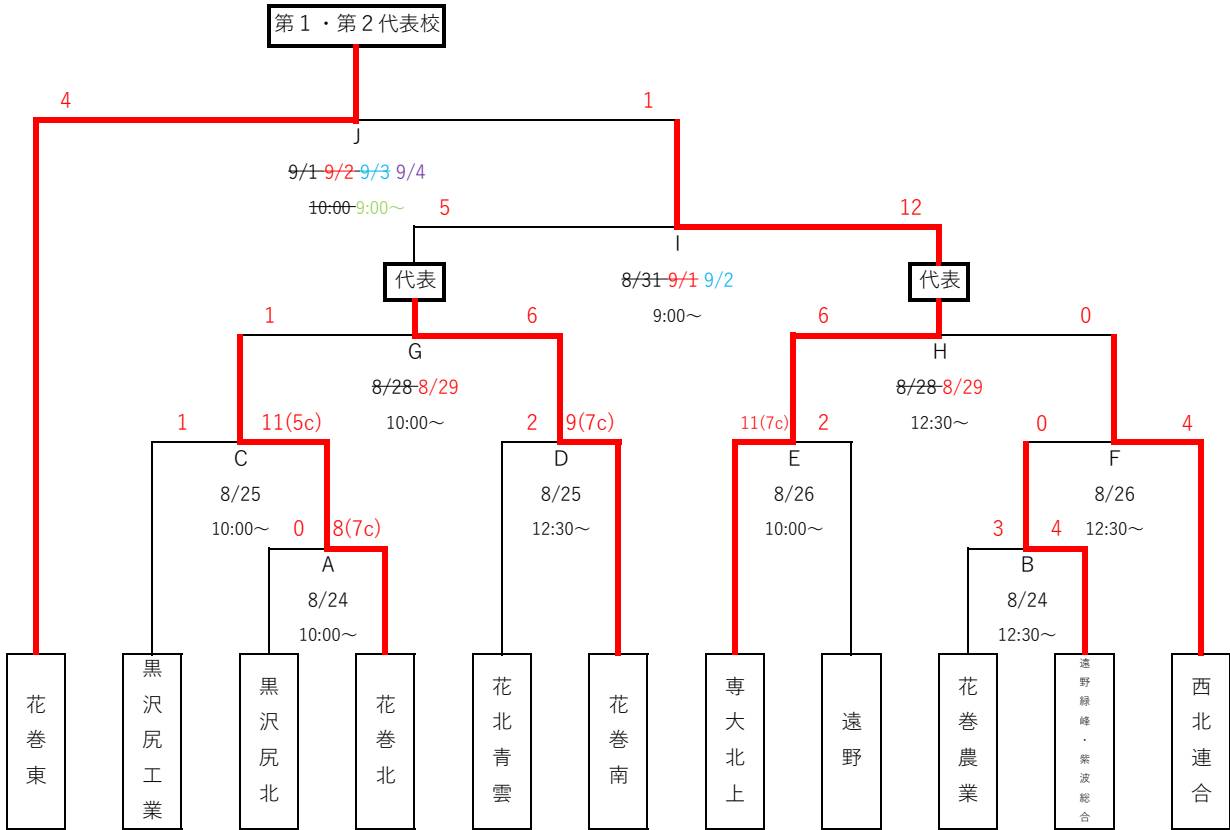 第1・第2代表校
4
1
J
9/1 9/2 9/3 9/4
10:00 9:00～
5
12
I
代表
代表
8/31 9/1 9/2
9:00～
1
6
6
0
G
H
8/28 8/29
8/28 8/29
10:00～
12:30～
1
11(5c)
2
9(7c)
11(7c)
2
0
4
C
D
E
F
8/25
8/25
8/26
8/26
10:00～
12:30～
10:00～
12:30～
0
8(7c)
3
4
A
B
8/24
8/24
10:00～
12:30～
花巻東
黒沢尻工業
黒沢尻北
花巻北
花北青雲
花巻南
専大北上
遠野
花巻農業
遠野緑峰・紫波総合
西北連合